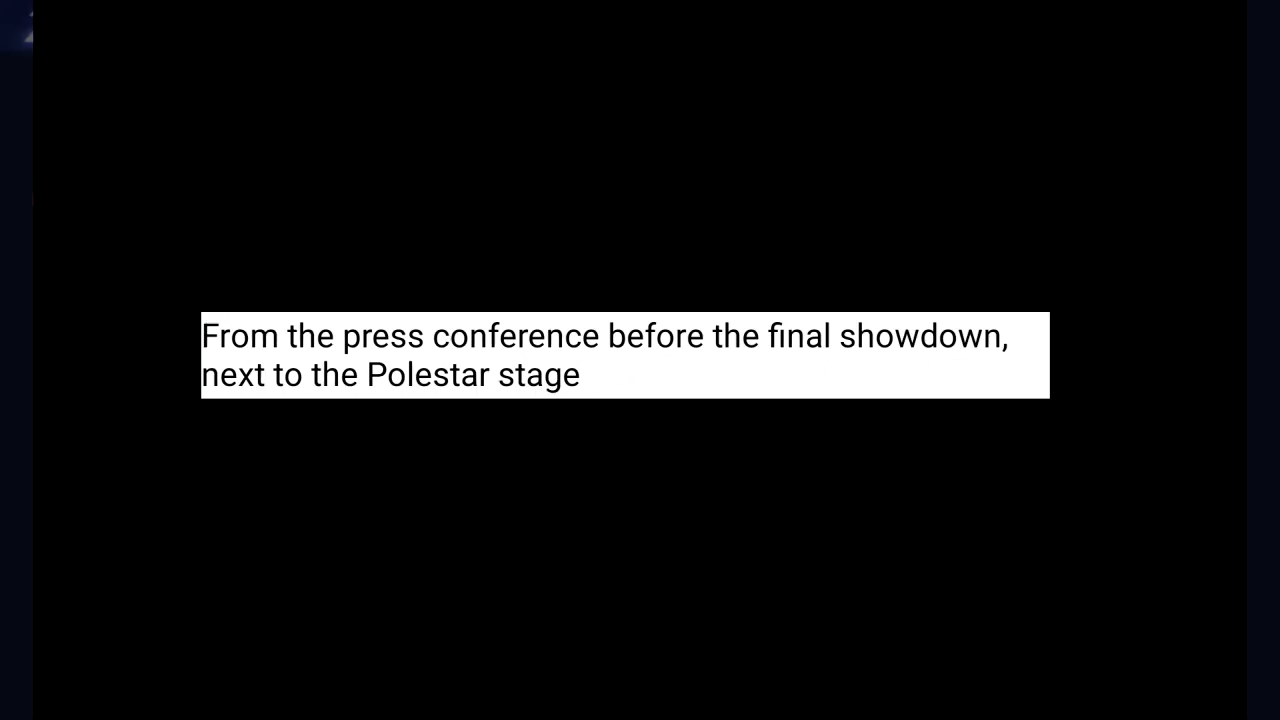 From the press conference before the final showdown,
next to the Polestar stage